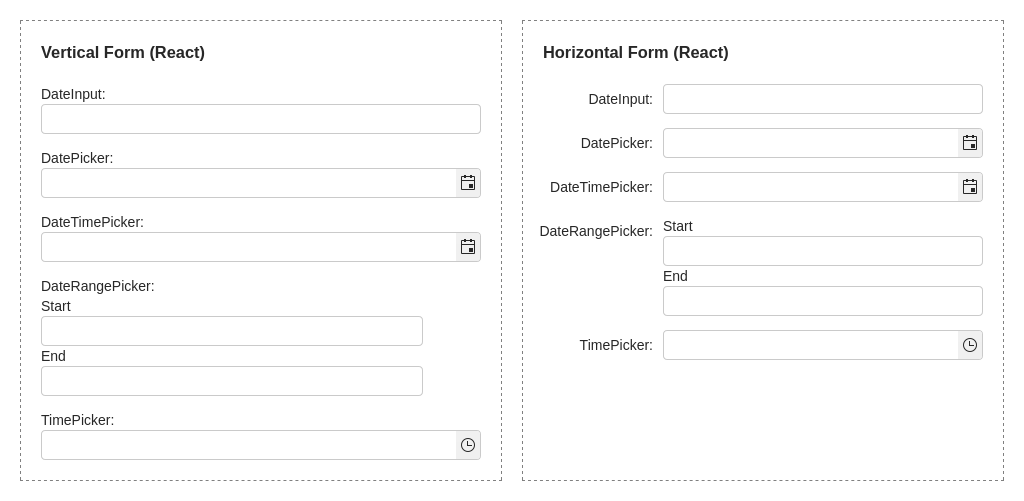 Vertical Form (React)
DateInput:
DatePicker:
DateTimePicker:
DateRangePicker:
Start
End
TimePicker:
Horizontal Form (React)
DateInput:
DatePicker:
DateTimePicker:
DateRangePicker:
Start
End
TimePicker: